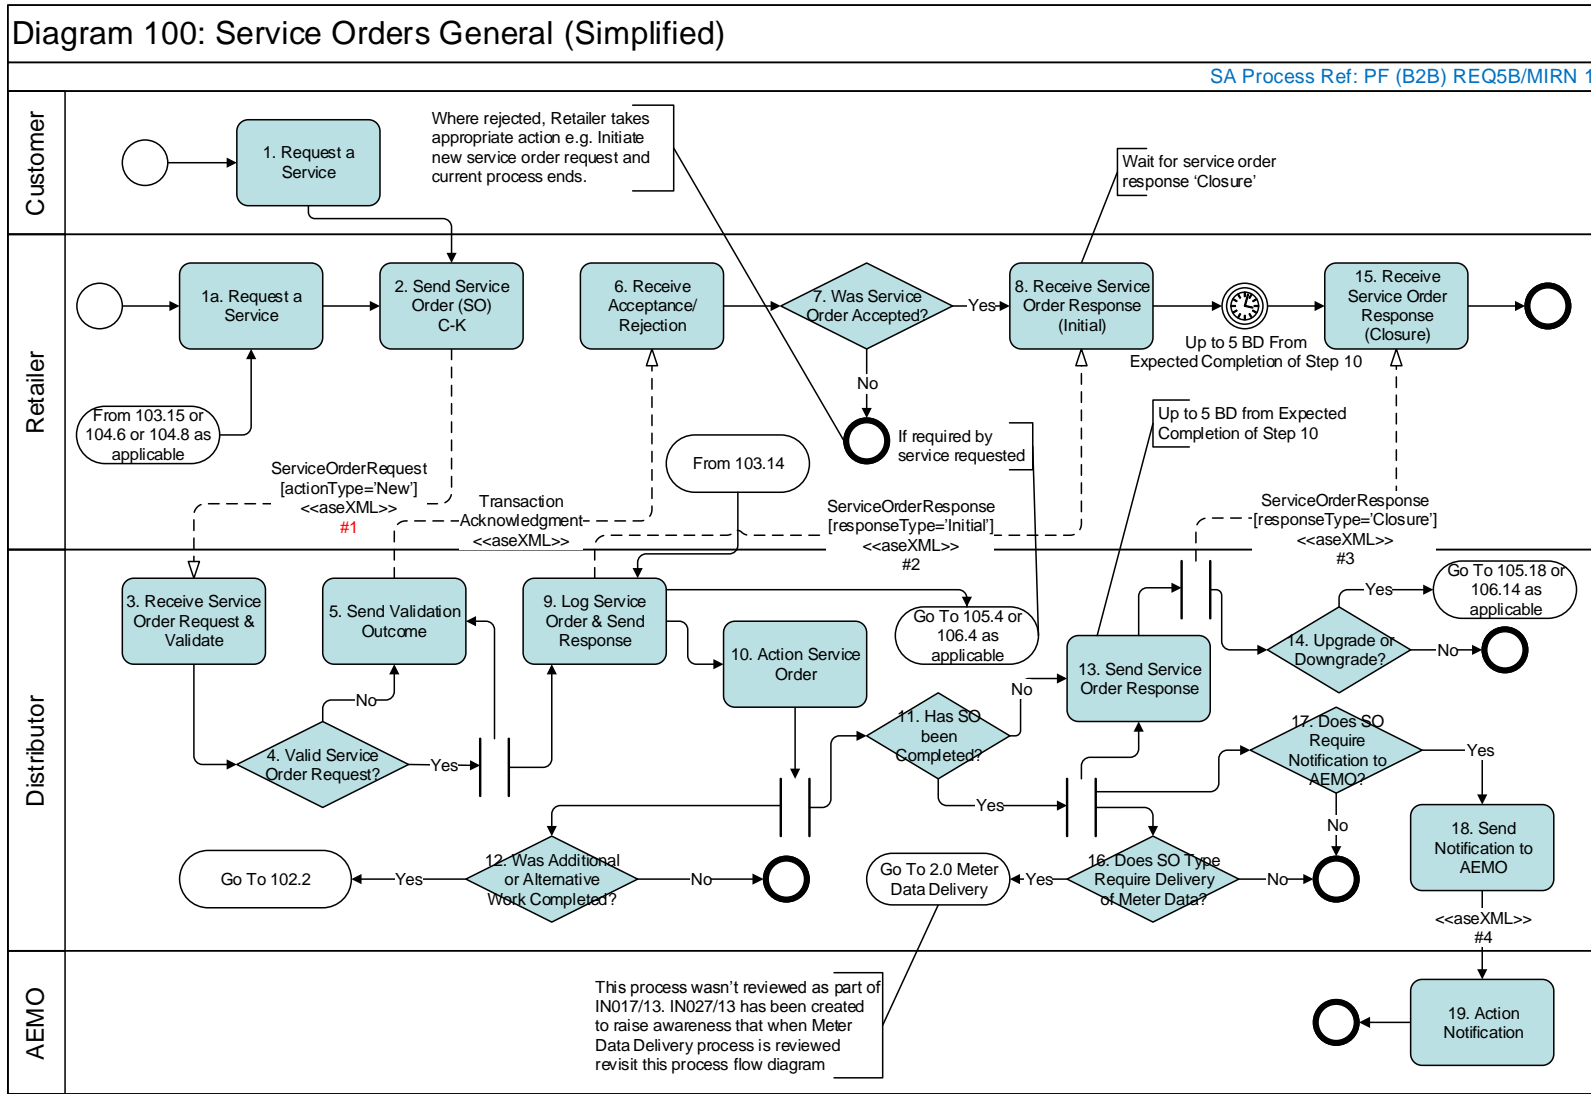 Diagram 100: Service Orders General (Simplified)
SA Process Ref: PF (B2B) REQ5B/MIRN 1
Customer
1. Request a
Service
Where rejected, Retailer takes
appropriate action e.g. Initiate
new service order request and
current process ends.
Wait for service order
response ‘Closure’
Retailer
1a. Request a
Service
2. Send Service
Order (SO)
C-K
6. Receive
Acceptance/
Rejection
7. Was Service
Order Accepted?
Yes
No
8. Receive Service
Order Response
(Initial)
Up to 5 BD From
Expected Completion of Step 10
15. Receive
Service Order
Response
(Closure)
From 103.15 or
104.6 or 104.8 as
applicable
From 103.14
If required by
service requested
Up to 5 BD from Expected
Completion of Step 10
ServiceOrderRequest
[actionType=’New’]
<<aseXML>>
#1
Transaction
Acknowledgment
<<aseXML>>
ServiceOrderResponse
[responseType=’Initial’]
<<aseXML>>
#2
ServiceOrderResponse
[responseType=’Closure’]
<<aseXML>>
#3
Distributor
3. Receive Service
Order Request &
Validate
5. Send Validation
Outcome
9. Log Service
Order & Send
Response
10. Action Service
Order
Go To 105.4 or
106.4 as
applicable
13. Send Service
Order Response
14. Upgrade or
Downgrade?
Yes
No
Go To 105.18 or
106.14 as
applicable
No
4. Valid Service
Order Request?
Yes
11. Has SO
been
Completed?
No
Yes
17. Does SO
Require
Notification to
AEMO?
Yes
No
12. Was Additional
or Alternative
Work Completed?
Yes
No
Go To 102.2
Go To 2.0 Meter
Data Delivery
Yes
16. Does SO Type
Require Delivery
of Meter Data?
No
18. Send
Notification to
AEMO
<<aseXML>>
#4
AEMO
This process wasn’t reviewed as part of
IN017/13. IN027/13 has been created
to raise awareness that when Meter
Data Delivery process is reviewed
revisit this process flow diagram
19. Action
Notification